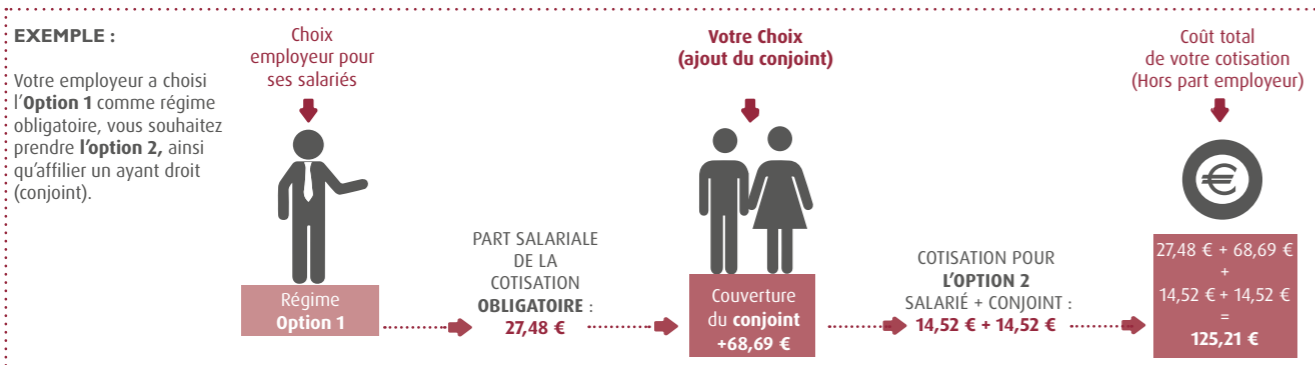 EXEMPLE :
Votre employeur a choisi
l'Option 1 comme régime
obligatoire, vous souhaitez
prendre l'option 2, ainsi
qu'affilier un ayant droit
(conjoint).
Choix
employeur pour
ses salariés
Régime
Option 1
PART SALARIALE
DE LA
COTISATION
OBLIGATOIRE :
27,48 €
Votre Choix
(ajout du conjoint)
Couverture
du conjoint
+68,69 €
COTISATION POUR
L'OPTION 2
SALARIÉ + CONJOINT :
14,52 € + 14,52 €
Coût total
de votre cotisation
(Hors part employeur)
€
27,48 € + 68,69 €
+
14,52 € + 14,52 €
=
125,21 €